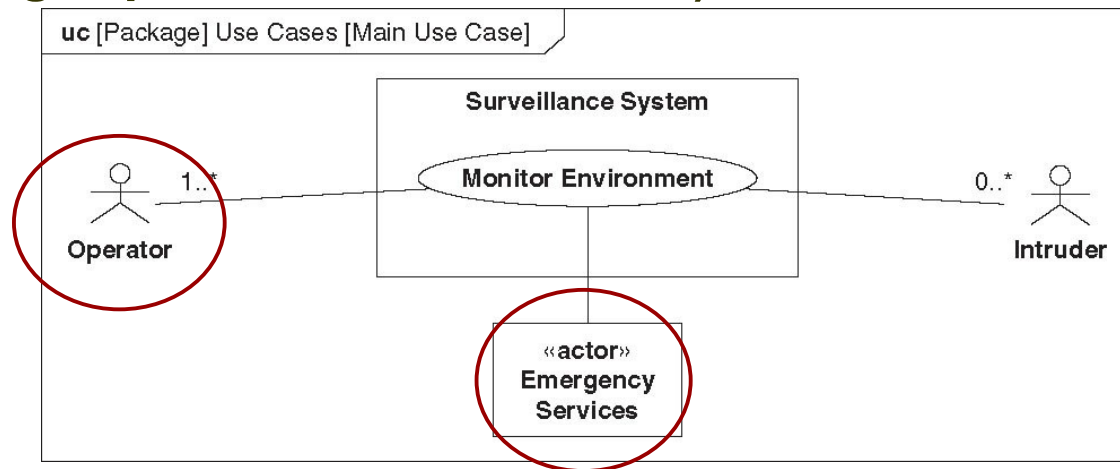 uc [Package] Use Cases [Main Use Case]
Surveillance System
Monitor Environment
1..*
0..*
Operator
Intruder
«actor»
Emergency
Services